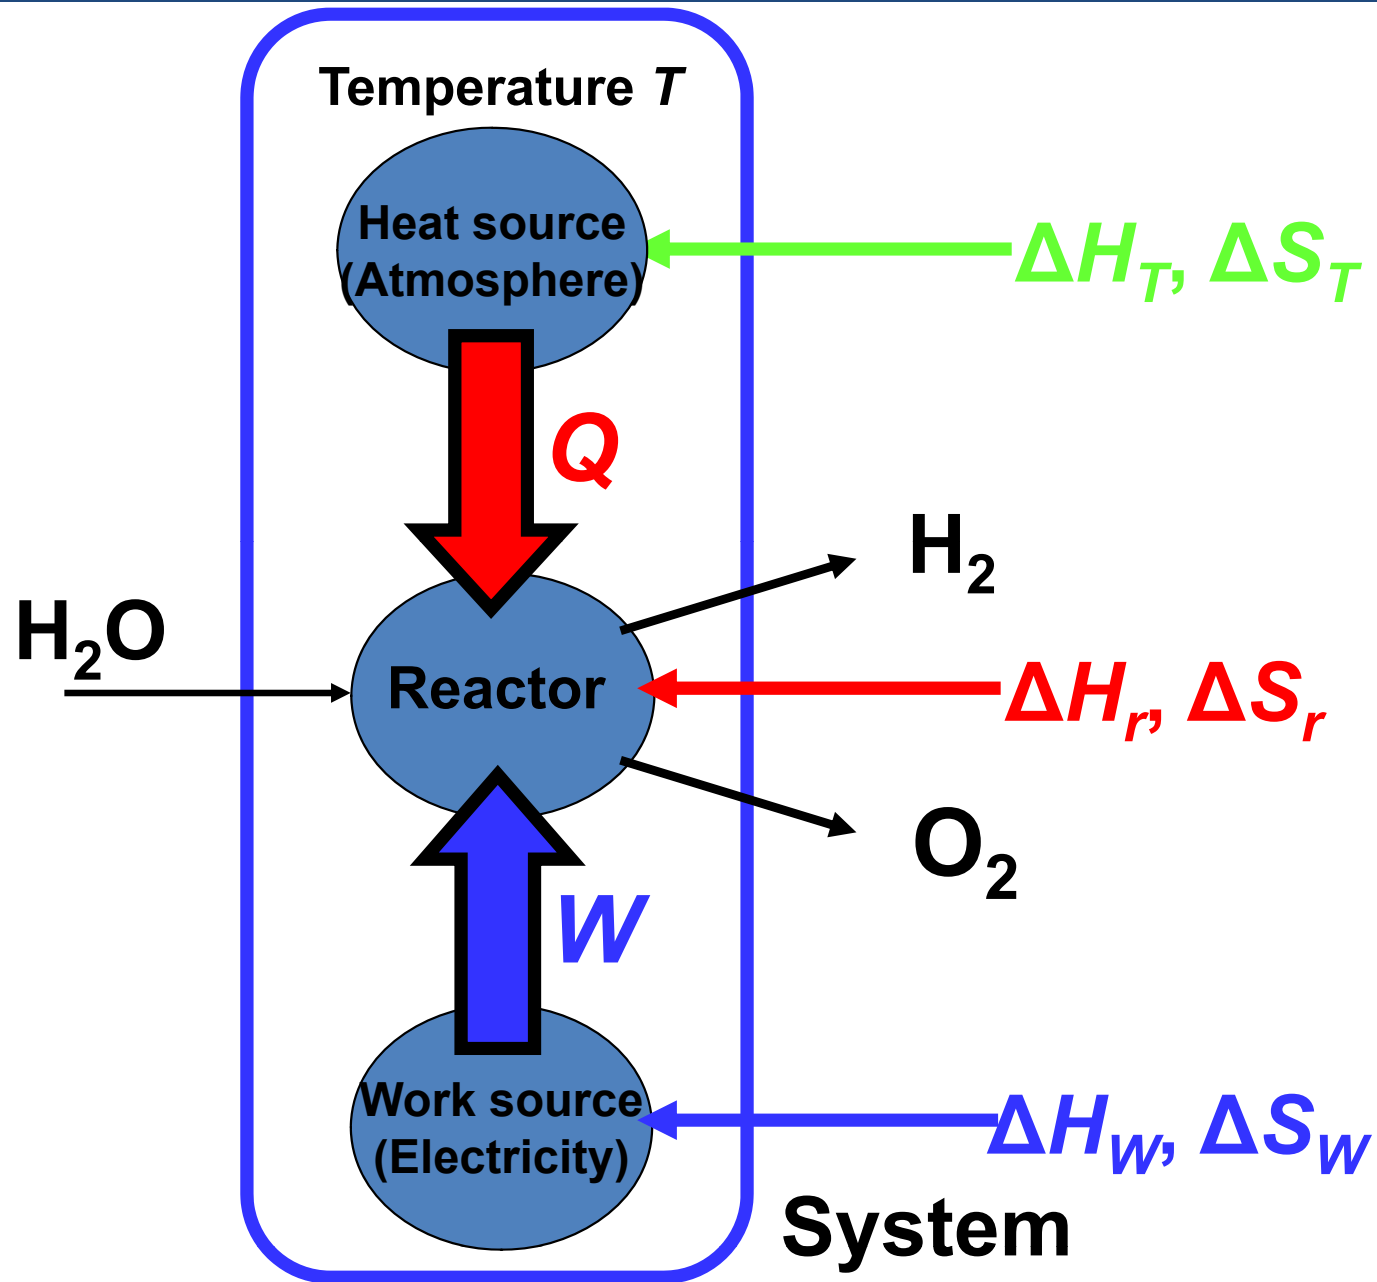 Temperature T
Heat source
(Atmosphere)
ΔH_T, ΔS_T
Q
H₂
H₂O
Reactor
ΔH_r, ΔS_r
O₂
W
Work source
(Electricity)
ΔH_W, ΔS_W
System